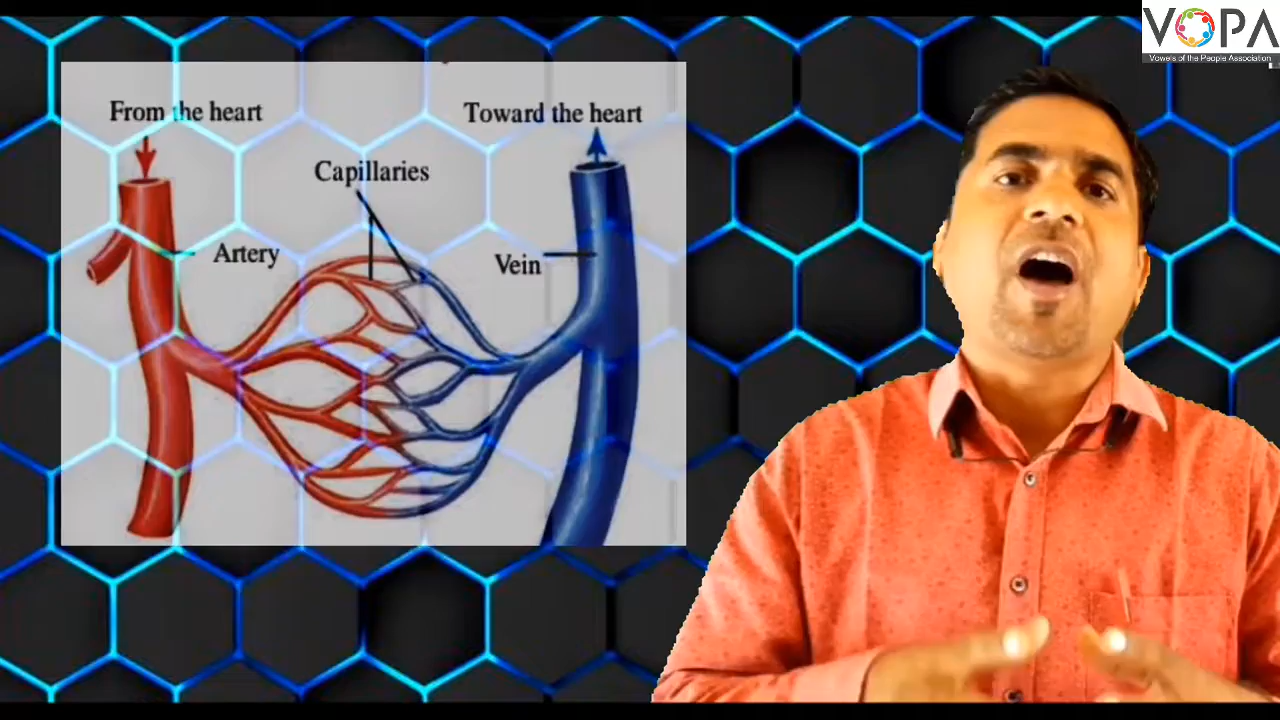 VOPA
Vowels of the People Association
From the heart
Toward the heart
Capillaries
Artery
Vein